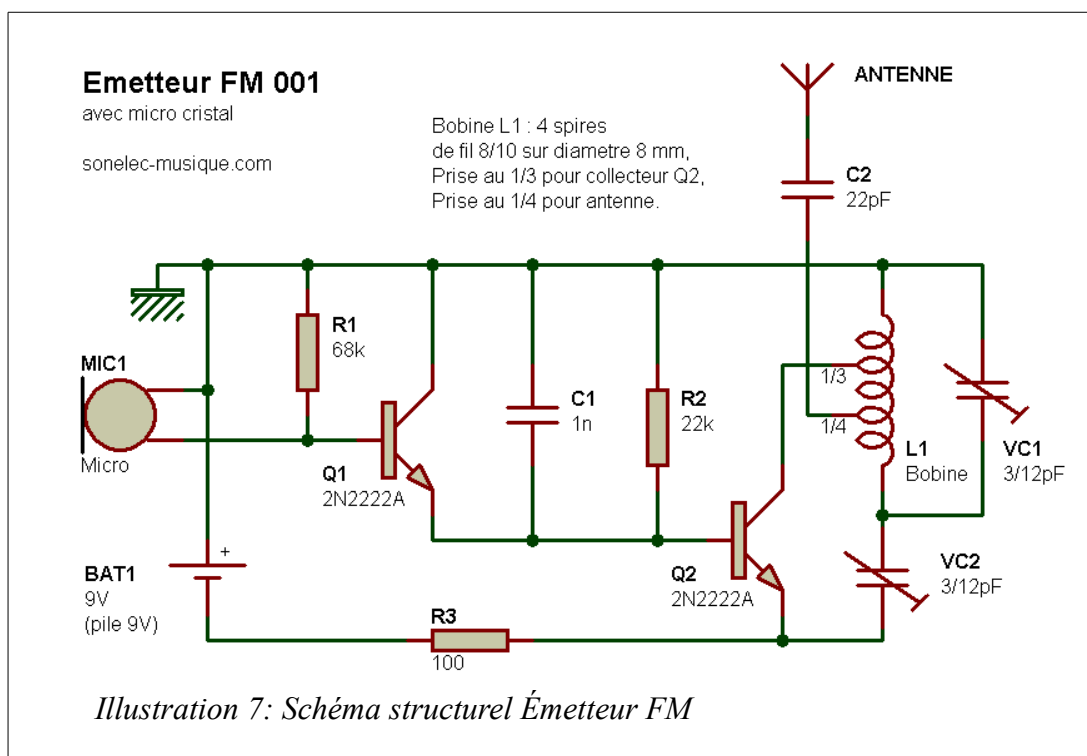 Emetteur FM 001
avec micro cristal
sonelec-musique.com
Bobine L1 : 4 spires
de fil 8/10 sur diametre 8 mm,
Prise au 1/3 pour collecteur Q2,
Prise au 1/4 pour antenne.
ANTENNE
C2
22pF
MIC1
Micro
R1
68k
Q1
2N2222A
C1
1n
R2
22k
1/3
1/4
L1
Bobine
VC1
3/12pF
VC2
3/12pF
Q2
2N2222A
BAT1
9V
(pile 9V)
+
R3
100
Illustration 7: Schéma structurel Émetteur FM